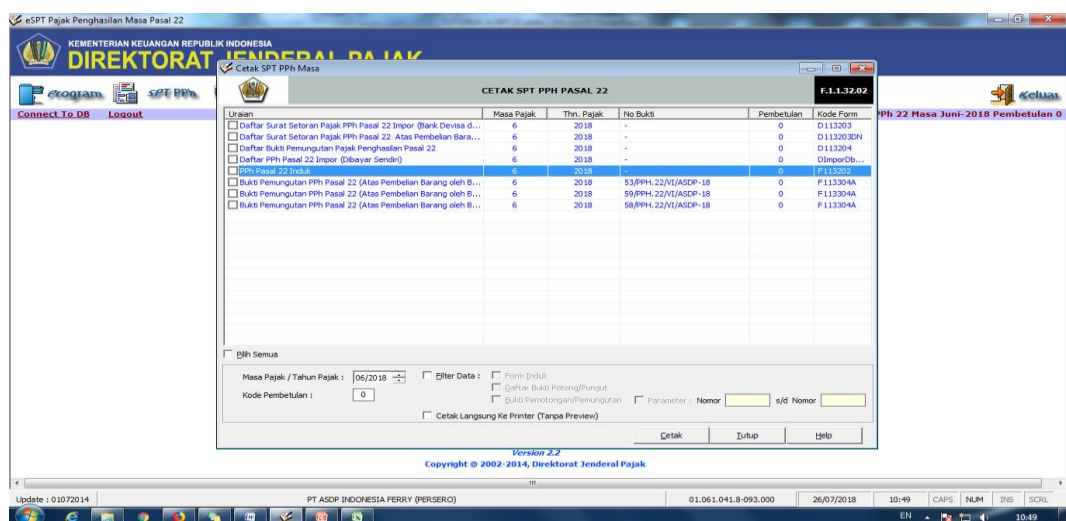 eSPT Pajak Penghasilan Masa Pasal 22
KEMENTERIAN KEUANGAN REPUBLIK INDONESIA
DIREKTORAT JENDERAL PAJAK
Program SPT PPh Keluar
Connect To DB Logout PPh 22 Masa Juni-2018 Pembetulan 0
Cetak SPT PPh Masa
CETAK SPT PPH PASAL 22 F.1.1.32.02
Uraian Masa Pajak Thn. Pajak No Bukti Pembetulan Kode Form
Daftar Surat Setoran Pajak PPh Pasal 22 Impor (Bank Devisa d... 6 2018 - 0 D113203
Daftar Surat Setoran Pajak PPh Pasal 22 Atas Pembelian Bara... 6 2018 - 0 D113203DN
Daftar Bukti Pemungutan Pajak Penghasilan Pasal 22 6 2018 - 0 D113204
Daftar PPh Pasal 22 Impor (Dibayar Sendiri) 6 2018 - 0 DImporDb...
PPh Pasal 22 Induk 6 2018 - 0 F113202
Bukti Pemungutan PPh Pasal 22 (Atas Pembelian Barang oleh B... 6 2018 53/PPH.22/VI/ASDP-18 0 F113304A
Bukti Pemungutan PPh Pasal 22 (Atas Pembelian Barang oleh B... 6 2018 59/PPH.22/VI/ASDP-18 0 F113304A
Bukti Pemungutan PPh Pasal 22 (Atas Pembelian Barang oleh B... 6 2018 58/PPH.22/VI/ASDP-18 0 F113304A
Pilih Semua
Masa Pajak / Tahun Pajak : 06/2018 Filter Data : Form Induk
Daftar Bukti Potong/Pungut
Kode Pembetulan : 0 Bukti Pemotongan/Pemungutan Parameter : Nomor s/d Nomor
Cetak Langsung Ke Printer (Tanpa Preview)
Cetak Tutup Help
Version 2.2
Copyright @ 2002-2014, Direktorat Jenderal Pajak
Update : 01072014 PT ASDP INDONESIA FERRY (PERSERO) 01.061.041.8-093.000 26/07/2018 10:49 CAPS NUM INS SCRL
EN 10:49